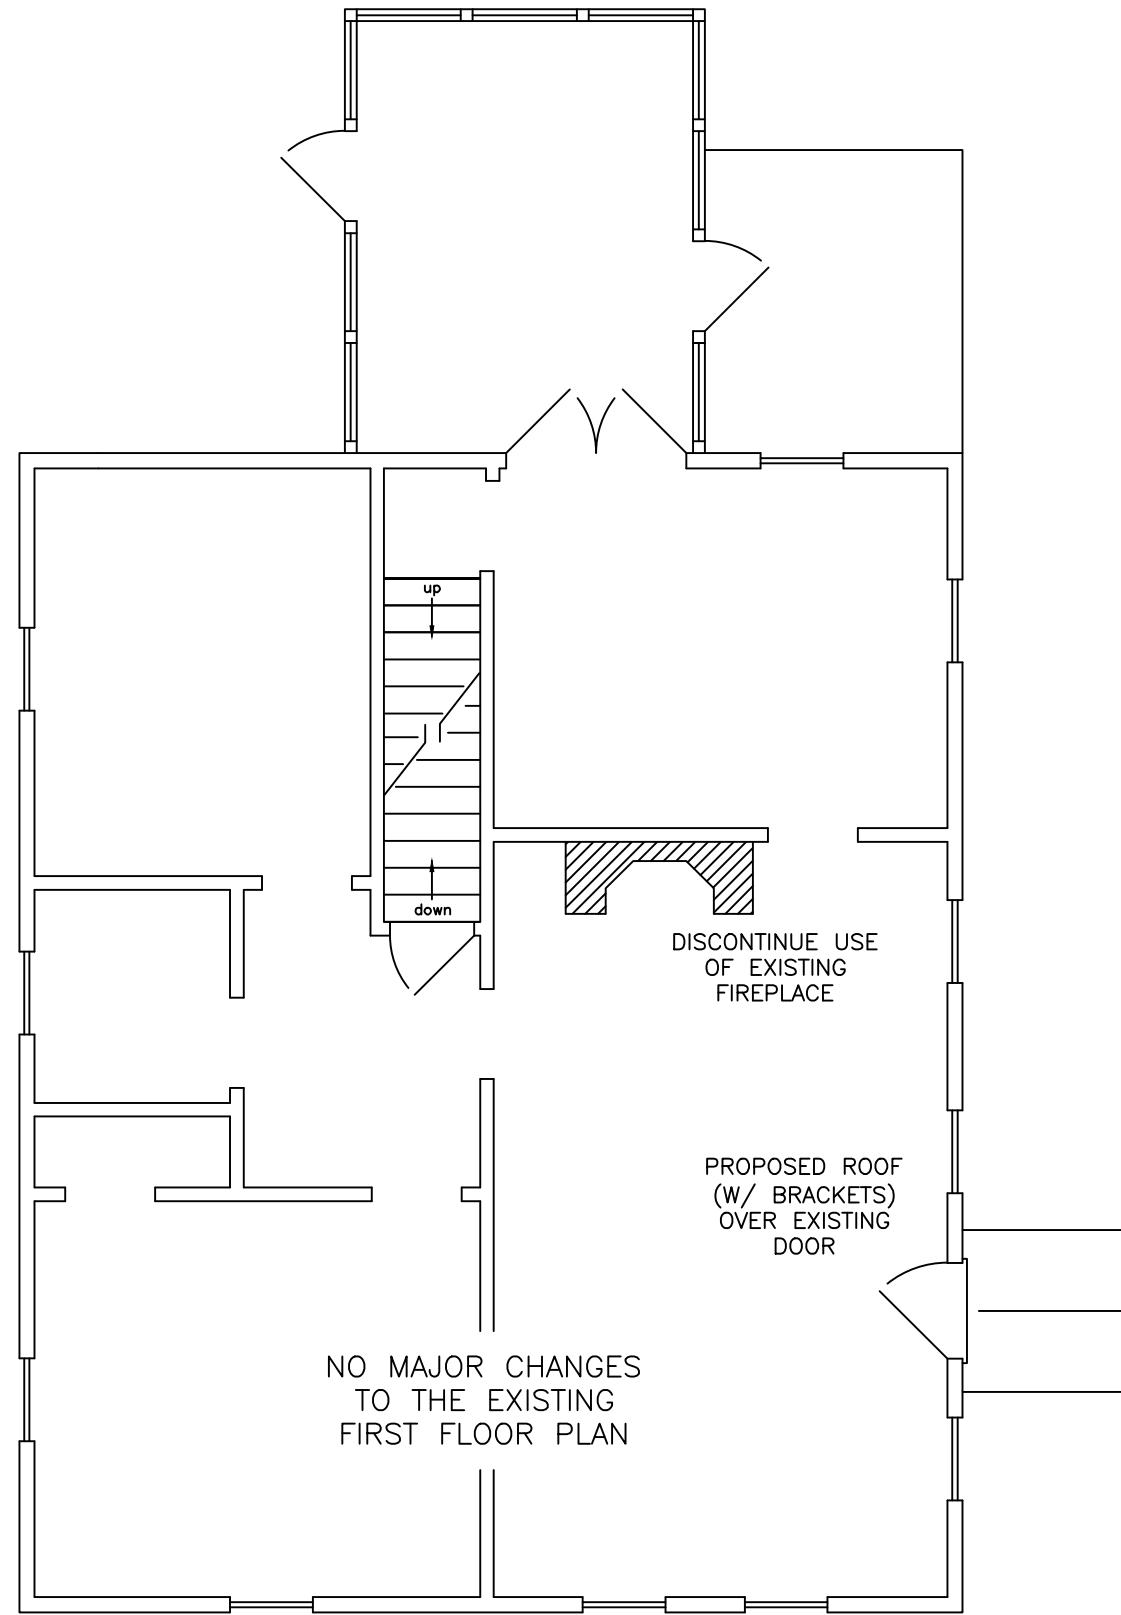 up
down
DISCONTINUE USE
OF EXISTING
FIREPLACE
PROPOSED ROOF
(W/ BRACKETS)
OVER EXISTING
DOOR
NO MAJOR CHANGES
TO THE EXISTING
FIRST FLOOR PLAN